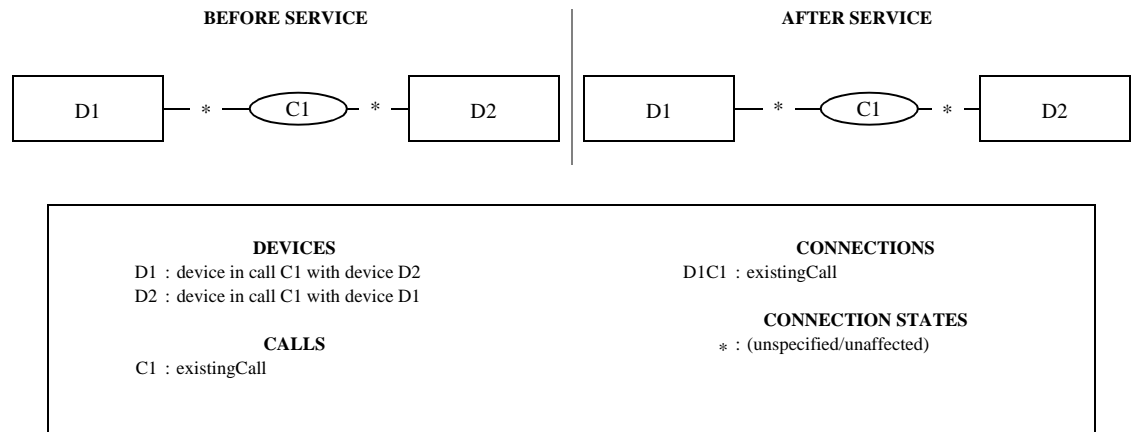 BEFORE SERVICE
AFTER SERVICE
D1 * C1 * D2
D1 * C1 * D2
DEVICES
D1 : device in call C1 with device D2
D2 : device in call C1 with device D1
CALLS
C1 : existingCall
CONNECTIONS
D1C1 : existingCall
CONNECTION STATES
* : (unspecified/unaffected)